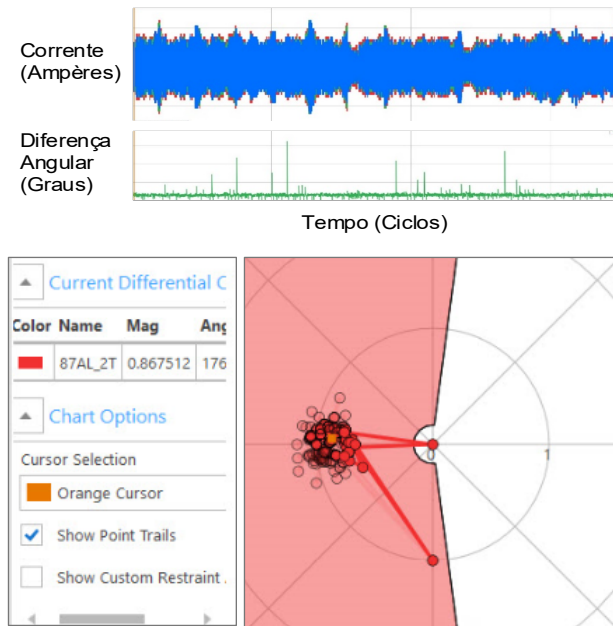 Corrente
(Ampères)
Diferença
Angular
(Graus)
Tempo (Ciclos)
Current Differential C
Color Name Mag Ang
87AL_2T 0.867512 176
Chart Options
Cursor Selection
Orange Cursor
Show Point Trails
Show Custom Restraint
0 1